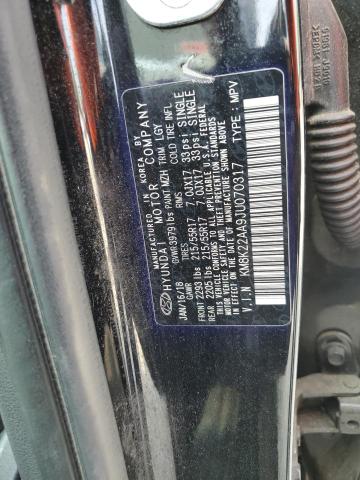 MANUFACTURED IN KOREA BY
HYUNDAI MOTOR COMPANY
GVWR 3979 lbs PAINT: MZH TRIM: LGY
JAN/16/18 GAWR TIRE RIMS COLD TIRE INFL
FRONT 2293 lbs 215/55R17 7.0JX17 33 psi SINGLE
REAR 2205 lbs 215/55R17 7.0JX17 33 psi SINGLE
THIS VEHICLE CONFORMS TO ALL APPLICABLE U.S.A. FEDERAL
MOTOR VEHICLE SAFETY, BUMPER AND THEFT PREVENTION STANDARDS
IN EFFECT ON THE DATE OF MANUFACTURE SHOWN ABOVE.
V.I.N KM8K22AA9JU070317 TYPE: MPV